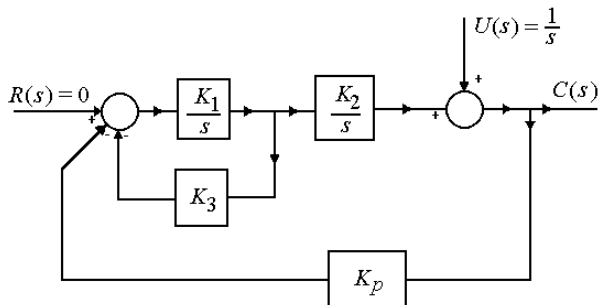 U(s) = 1/s
R(s) = 0
K1/s
K2/s
C(s)
+
+
+
-
-
K3
Kp